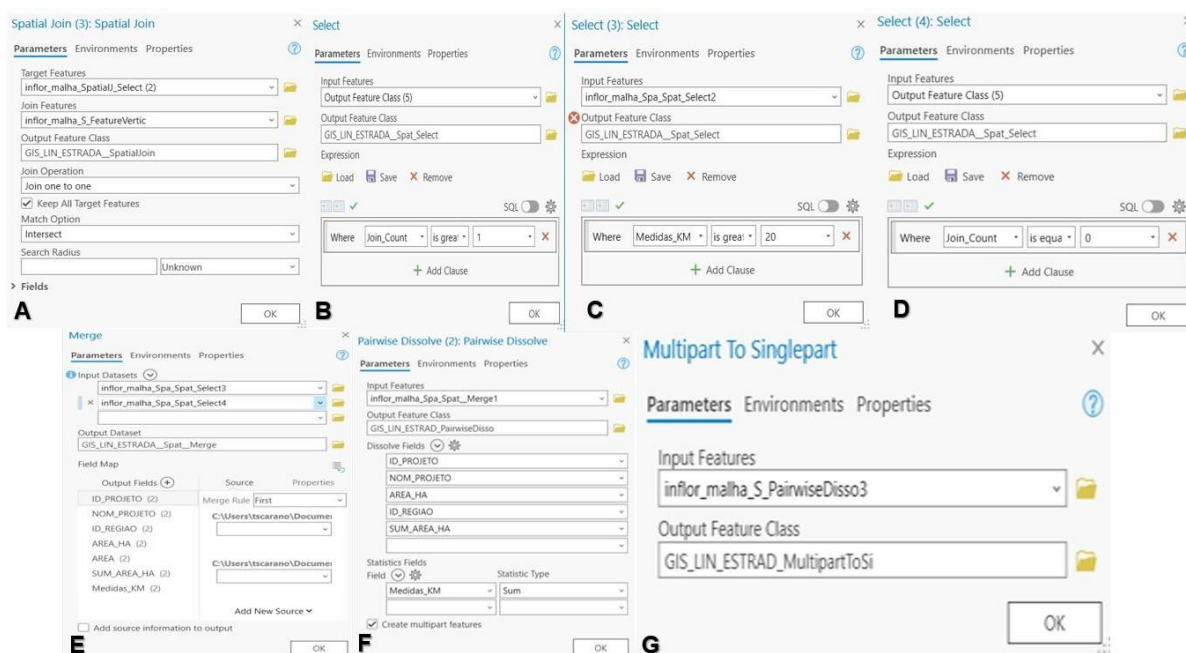 Spatial Join (3): Spatial Join
Parameters Environments Properties
Target Features
inflor_malha_SpatialJ_Select (2)
Join Features
inflor_malha_S_FeatureVertic
Output Feature Class
GIS_LIN_ESTRADA__SpatialJoin
Join Operation
Join one to one
Keep All Target Features
Match Option
Intersect
Search Radius
Unknown
Fields
OK
A
Select
Parameters Environments Properties
Input Features
Output Feature Class (5)
Output Feature Class
GIS_LIN_ESTRADA__Spat_Select
Expression
Load Save Remove
SQL
Where Join_Count is grea 1
Add Clause
OK
B
Select (3): Select
Parameters Environments Properties
Input Features
inflor_malha_Spa_Spat_Select2
Output Feature Class
GIS_LIN_ESTRADA__Spat_Select
Expression
Load Save Remove
SQL
Where Medidas_KM is grea 20
Add Clause
OK
C
Select (4): Select
Parameters Environments Properties
Input Features
Output Feature Class (5)
Output Feature Class
GIS_LIN_ESTRADA__Spat_Select
Expression
Load Save Remove
SQL
Where Join_Count is equa 0
Add Clause
OK
D
Merge
Parameters Environments Properties
Input Datasets
inflor_malha_Spa_Spat_Select3
inflor_malha_Spa_Spat_Select4
Output Dataset
GIS_LIN_ESTRADA__Spat__Merge
Field Map
Output Fields Source Properties
ID_PROJETO (2)
NOM_PROJETO (2)
ID_REGIAO (2)
AREA_HA (2)
AREA (2)
SUM_AREA_HA (2)
Medidas_KM (2)
Merge Rule First
C:\Users\tscarano\Documen
C:\Users\tscarano\Documen
Add New Source
Add source information to output
OK
E
Pairwise Dissolve (2): Pairwise Dissolve
Parameters Environments Properties
Input Features
inflor_malha_Spa_Spat__Merge1
Output Feature Class
GIS_LIN_ESTRAD_PairwiseDisso
Dissolve Fields
ID_PROJETO
NOM_PROJETO
AREA_HA
ID_REGIAO
SUM_AREA_HA
Statistics Fields
Field Statistic Type
Medidas_KM Sum
Create multipart features
OK
F
Multipart To Singlepart
Parameters Environments Properties
Input Features
inflor_malha_S_PairwiseDisso3
Output Feature Class
GIS_LIN_ESTRAD_MultipartToSi
OK
G